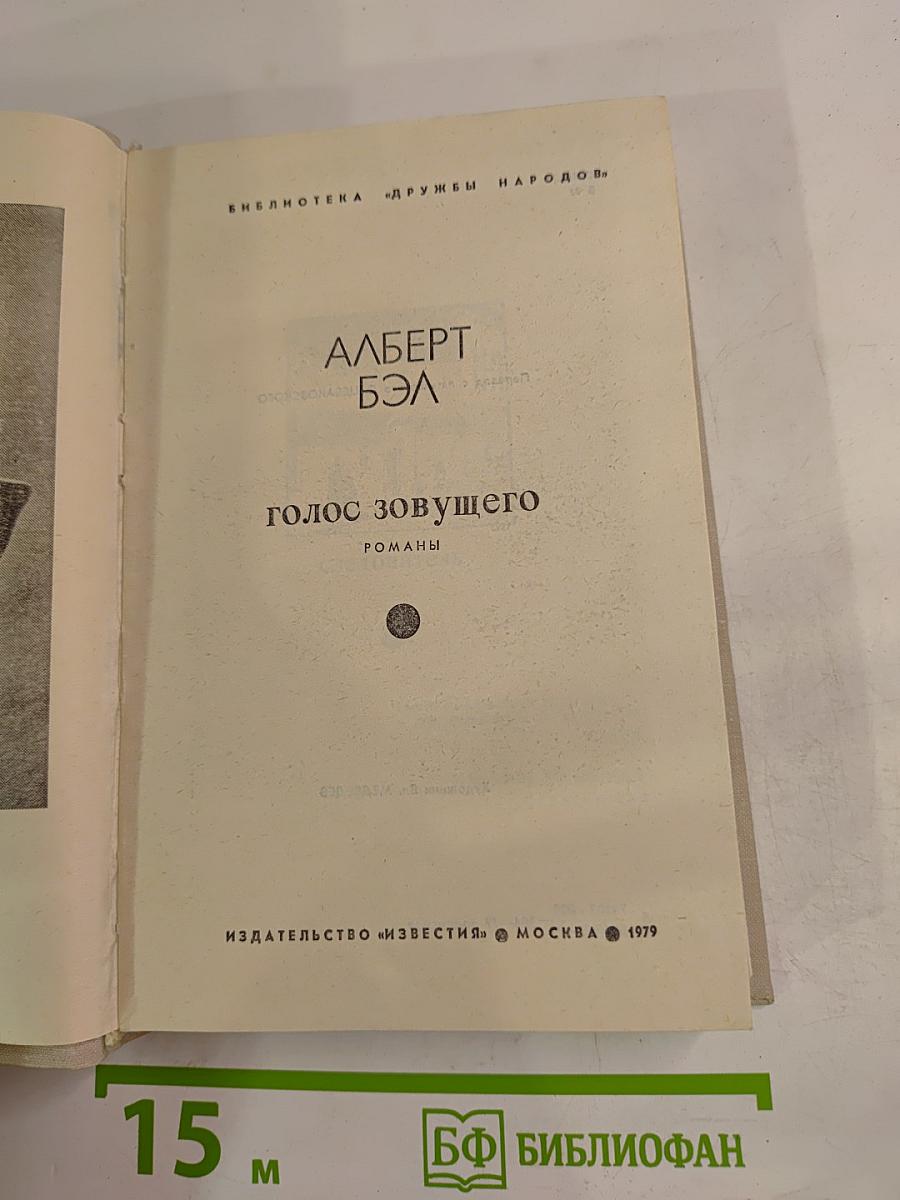 БИБЛИОТЕКА «ДРУЖБЫ НАРОДОВ»
АЛБЕРТ
БЭЛ
ГОЛОС ЗОВУЩЕГО
РОМАНЫ
ИЗДАТЕЛЬСТВО «ИЗВЕСТИЯ» МОСКВА 1979
15 м
БФ БИБЛИОФАН